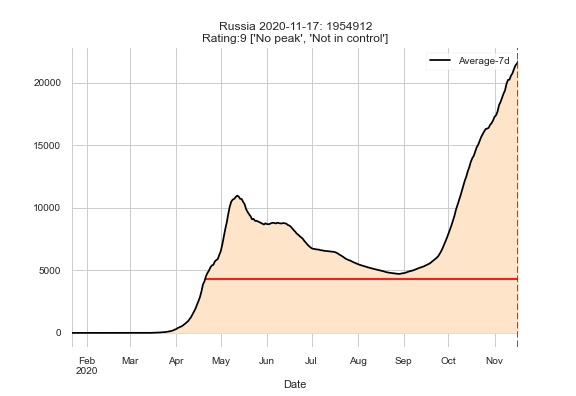 Russia 2020-11-17: 1954912
Rating:9 ['No peak', 'Not in control']
Average-7d
20000
15000
10000
5000
0
Feb Mar Apr May Jun Jul Aug Sep Oct Nov
2020
Date